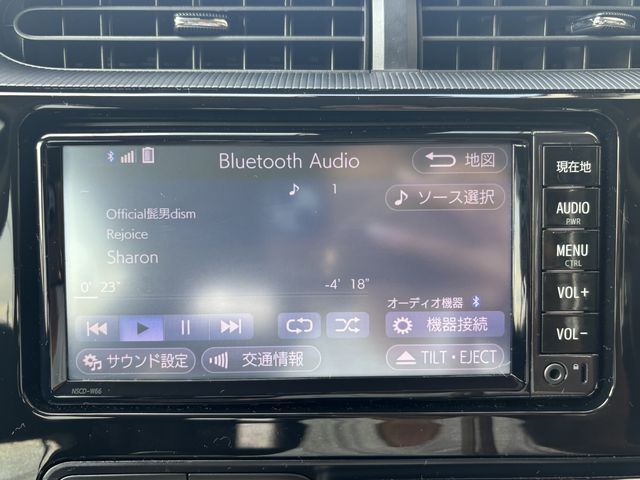 Bluetooth Audio
地図
♪ 1
♪ ソース選択
Official髭男dism
Rejoice
Sharon
0' 23"
-4' 18"
オーディオ機器
機器接続
サウンド設定
交通情報
TILT・EJECT
NSCD-W66
現在地
AUDIO
PWR
MENU
CTRL
VOL+
VOL-